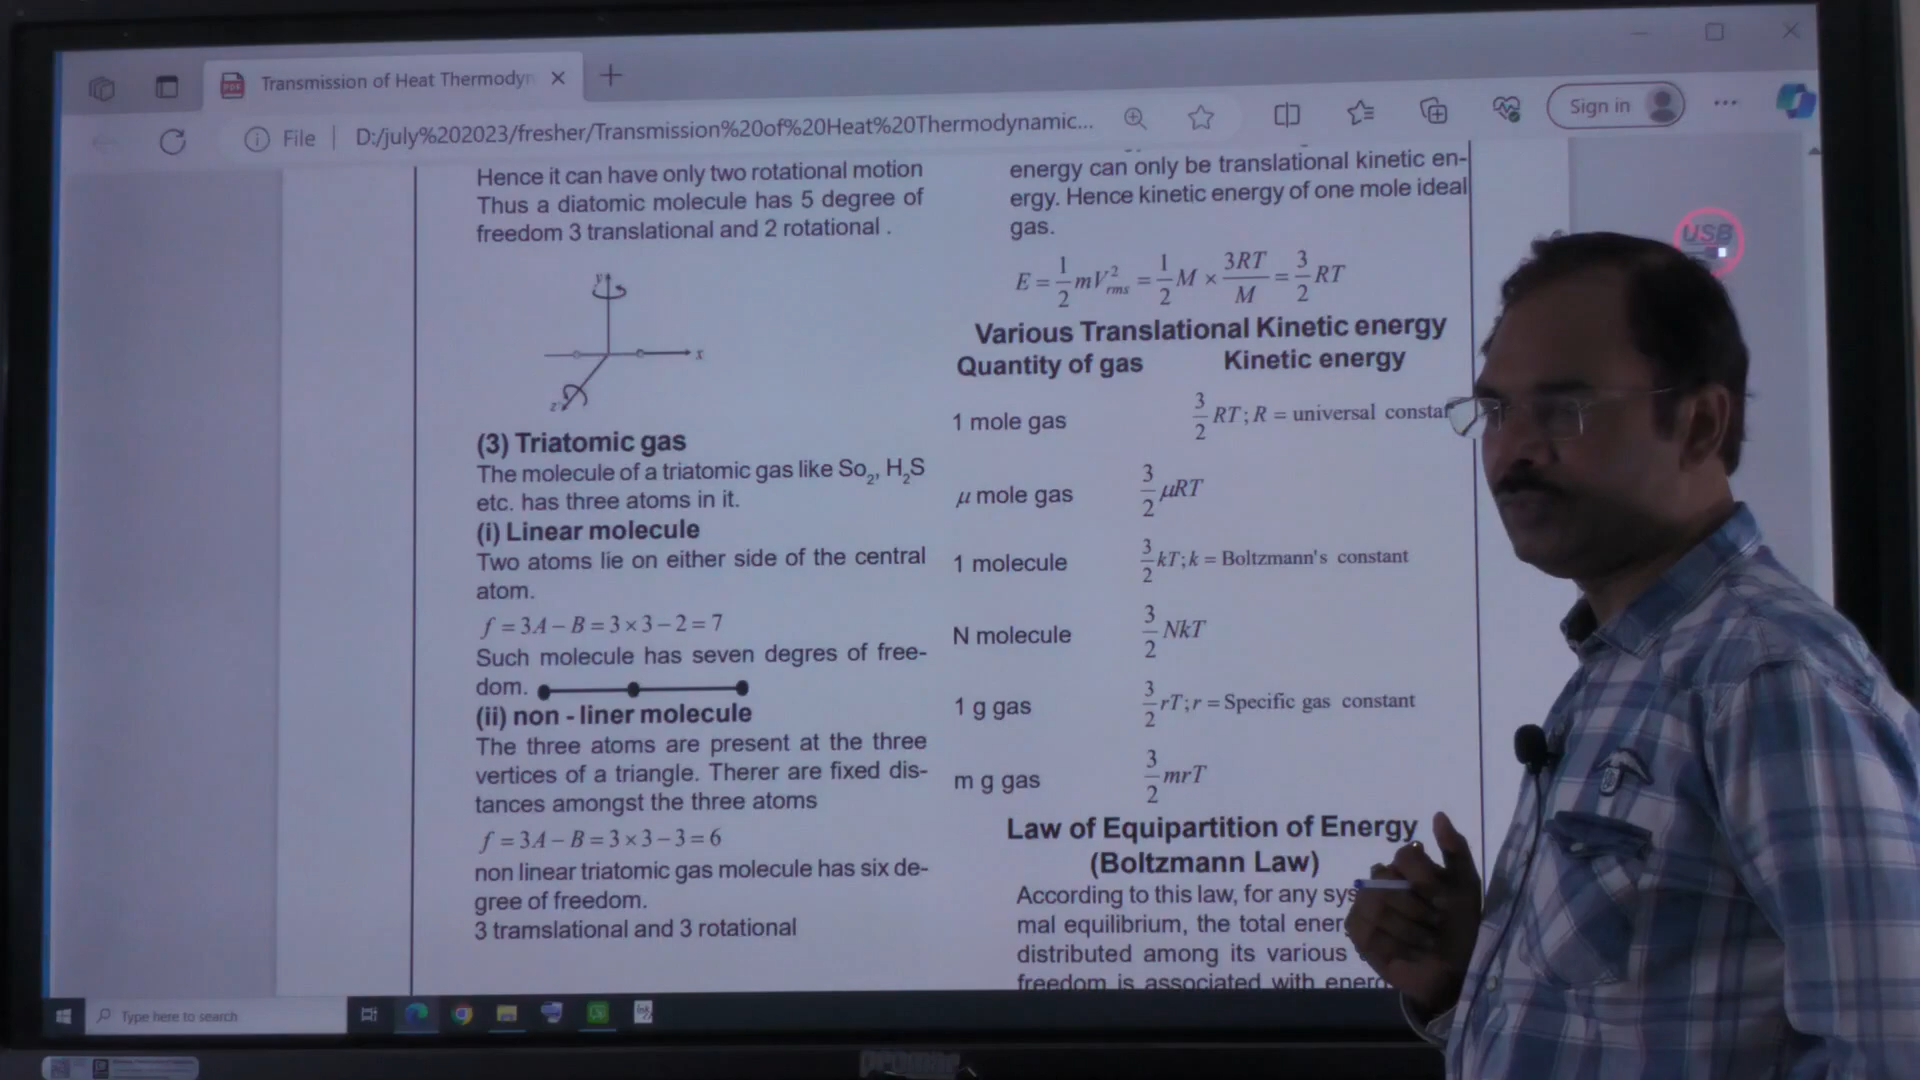 Transmission of Heat Thermodyn
Sign in
File
D:/july%202023/fresher/Transmission%20of%20Heat%20Thermodynamic...
Hence it can have only two rotational motion
Thus a diatomic molecule has 5 degree of
freedom 3 translational and 2 rotational .
y
x
z
(3) Triatomic gas
The molecule of a triatomic gas like So₂, H₂S
etc. has three atoms in it.
(i) Linear molecule
Two atoms lie on either side of the central
atom.
f = 3A – B = 3 × 3 – 2 = 7
Such molecule has seven degres of free-
dom.
(ii) non - liner molecule
The three atoms are present at the three
vertices of a triangle. Therer are fixed dis-
tances amongst the three atoms
f = 3A – B = 3 × 3 – 3 = 6
non linear triatomic gas molecule has six de-
gree of freedom.
3 tramslational and 3 rotational
energy can only be translational kinetic en-
ergy. Hence kinetic energy of one mole ideal
gas.
E = 1/2 mV²rms = 1/2 M × 3RT/M = 3/2 RT
Various Translational Kinetic energy
Quantity of gas Kinetic energy
1 mole gas 3/2 RT; R = universal consta
μ mole gas 3/2 μRT
1 molecule 3/2 kT; k = Boltzmann's constant
N molecule 3/2 NkT
1 g gas 3/2 rT; r = Specific gas constant
m g gas 3/2 mrT
Law of Equipartition of Energy
(Boltzmann Law)
According to this law, for any sys
mal equilibrium, the total ener
distributed among its various
freedom is associated with energ
USB
Type here to search